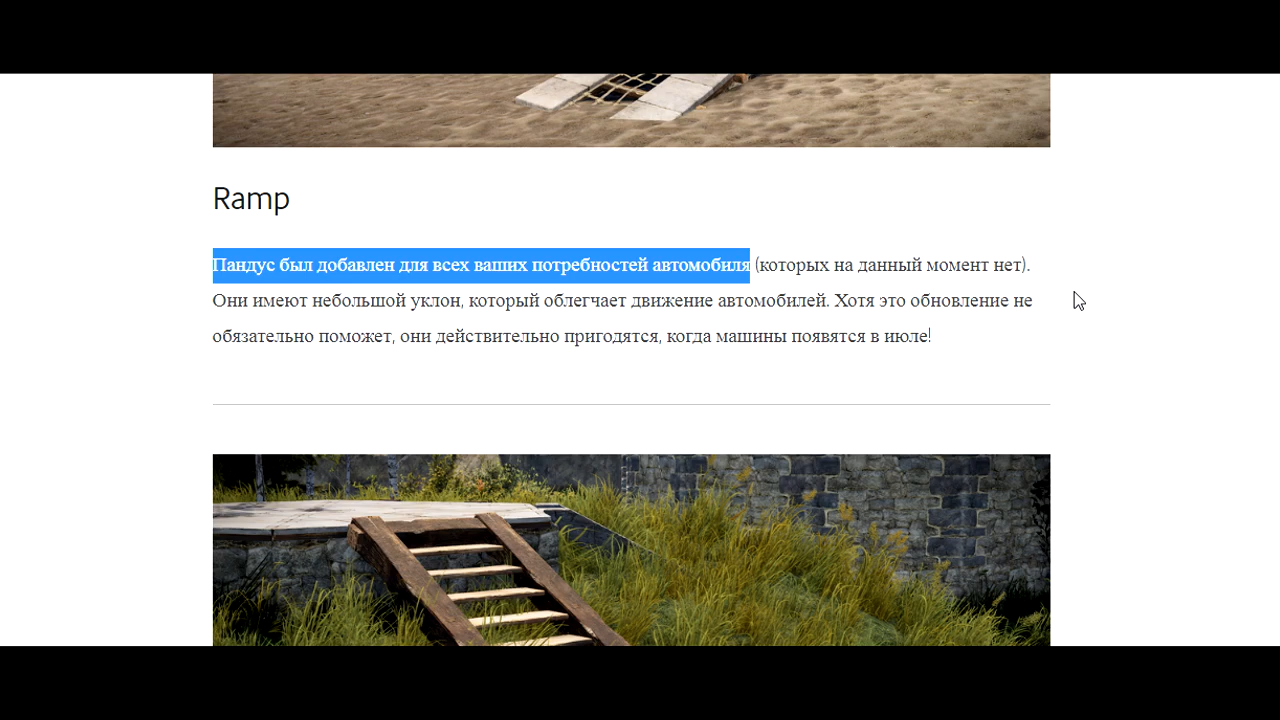 Ramp
Пандус был добавлен для всех ваших потребностей автомобиля (которых на данный момент нет).
Они имеют небольшой уклон, который облегчает движение автомобилей. Хотя это обновление не
обязательно поможет, они действительно пригодятся, когда машины появятся в июле!